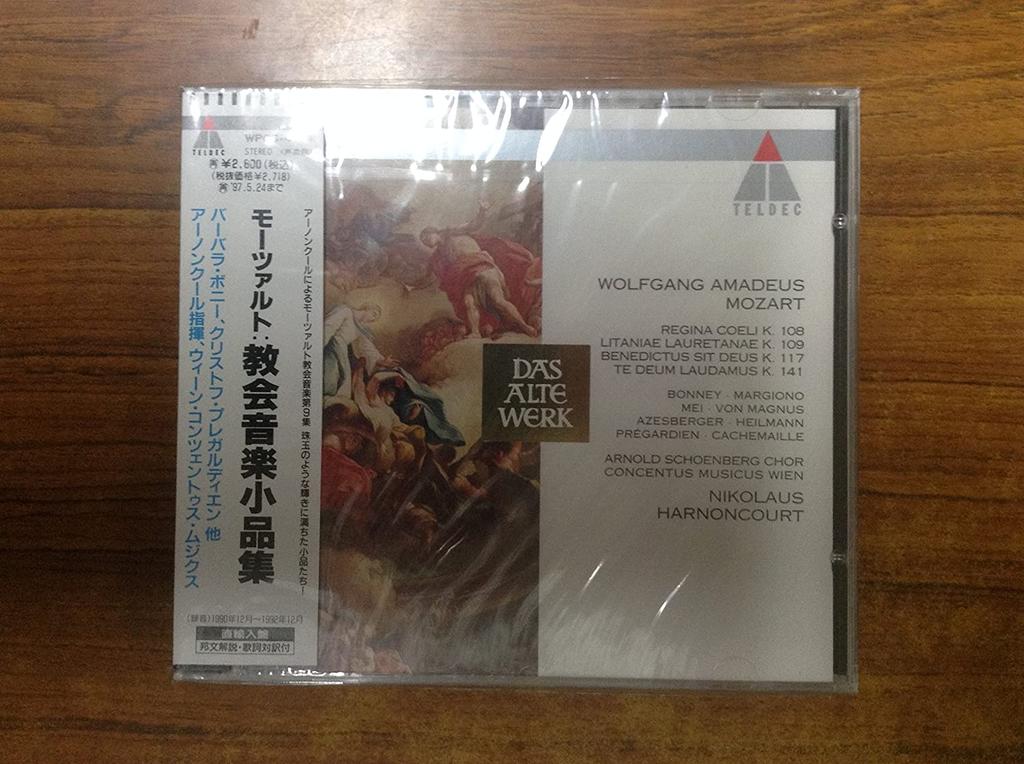 TELDEC
STEREO
¥2,800(税込)
(税抜価格¥2,718)
'97.5.24まで
アーノンクールによるモーツァルト教会音楽第9集 珠玉のような輝きに満ちた小品たち!
モーツァルト:教会音楽小品集
バーバラ・ボニー、クリストフ・プレガルディエン 他
アーノンクール指揮、ウィーン・コンツェントゥス・ムジクス
(録音)1990年12月→1992年12月
直輸入盤
邦文解説・歌詞対訳付
DAS
ALTE
WERK
TELDEC
WOLFGANG AMADEUS
MOZART
REGINA COELI K. 108
LITANIAE LAURETANAE K. 109
BENEDICTUS SIT DEUS K. 117
TE DEUM LAUDAMUS K. 141
BONNEY · MARGIONO
MEI · VON MAGNUS
AZESBERGER · HEILMANN
PRÉGARDIEN · CACHEMAILLE
ARNOLD SCHOENBERG CHOR
CONCENTUS MUSICUS WIEN
NIKOLAUS
HARNONCOURT